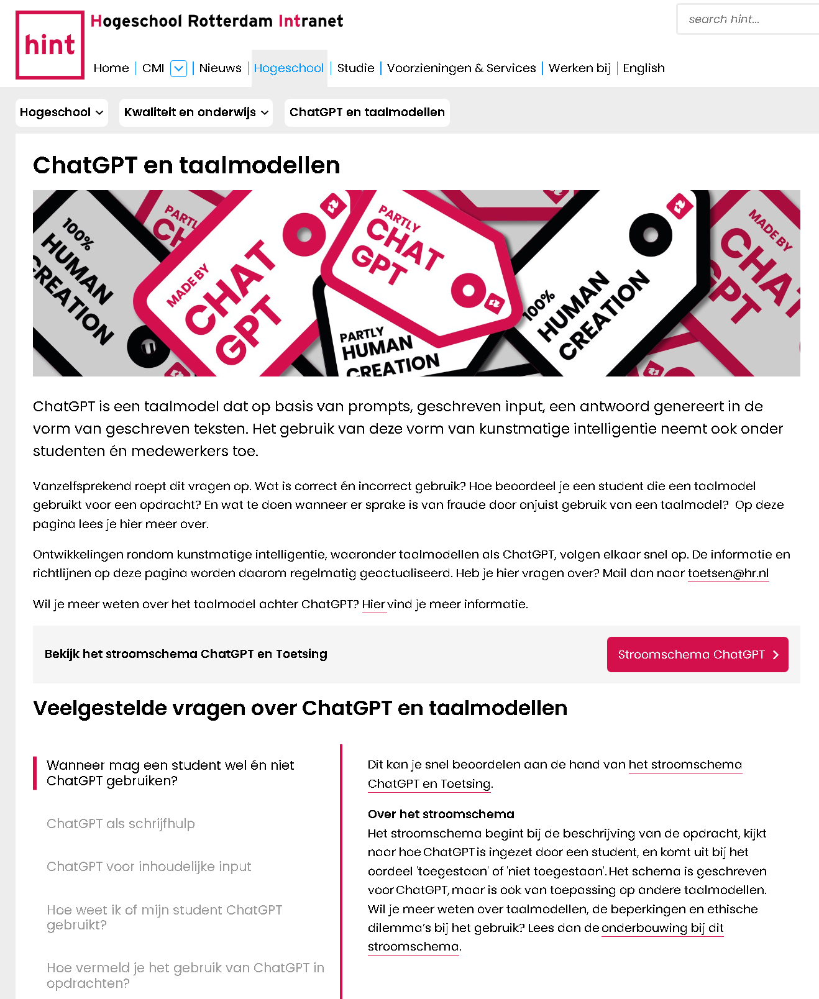 hint
Hogeschool Rotterdam Intranet
search hint...
Home
CMI
Nieuws
Hogeschool
Studie
Voorzieningen & Services
Werken bij
English
Hogeschool
Kwaliteit en onderwijs
ChatGPT en taalmodellen
ChatGPT en taalmodellen
100%
HUMAN
CREATION
PARTLY
MADE BY
CHAT
GPT
PARTLY
CHAT
GPT
PARTLY
HUMAN
CREATION
100%
HUMAN
CREATION
MADE BY
ChatGPT is een taalmodel dat op basis van prompts, geschreven input, een antwoord genereert in de
vorm van geschreven teksten. Het gebruik van deze vorm van kunstmatige intelligentie neemt ook onder
studenten én medewerkers toe.
Vanzelfsprekend roept dit vragen op. Wat is correct én incorrect gebruik? Hoe beoordeel je een student die een taalmodel
gebruikt voor een opdracht? En wat te doen wanneer er sprake is van fraude door onjuist gebruik van een taalmodel? Op deze
pagina lees je hier meer over.
Ontwikkelingen rondom kunstmatige intelligentie, waaronder taalmodellen als ChatGPT, volgen elkaar snel op. De informatie en
richtlijnen op deze pagina worden daarom regelmatig geactualiseerd. Heb je hier vragen over? Mail dan naar toetsen@hr.nl
Wil je meer weten over het taalmodel achter ChatGPT? Hier vind je meer informatie.
Bekijk het stroomschema ChatGPT en Toetsing
Stroomschema ChatGPT
Veelgestelde vragen over ChatGPT en taalmodellen
Wanneer mag een student wel én niet
ChatGPT gebruiken?
ChatGPT als schrijfhulp
ChatGPT voor inhoudelijke input
Hoe weet ik of mijn student ChatGPT
gebruikt?
Hoe vermeld je het gebruik van ChatGPT in
opdrachten?
Dit kan je snel beoordelen aan de hand van het stroomschema
ChatGPT en Toetsing.
Over het stroomschema
Het stroomschema begint bij de beschrijving van de opdracht, kijkt
naar hoe ChatGPT is ingezet door een student, en komt uit bij het
oordeel 'toegestaan' of 'niet toegestaan'. Het schema is geschreven
voor ChatGPT, maar is ook van toepassing op andere taalmodellen.
Wil je meer weten over taalmodellen, de beperkingen en ethische
dilemma’s bij het gebruik? Lees dan de onderbouwing bij dit
stroomschema.